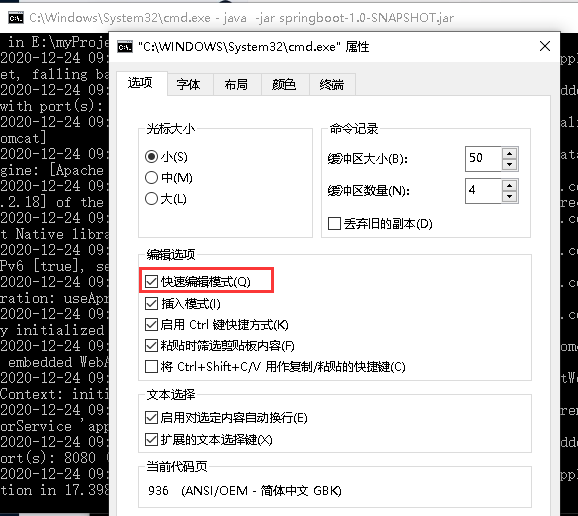 C:\WINDOWS\System32\cmd.exe - java -jar springboot-1.0-SNAPSHOT.jar
in E:\myProje
2020-12-24 09
et, falling ba
2020-12-24 09
with port(s):
2020-12-24 09
omcat]
2020-12-24 09
gine: [Apache
2020-12-24 09
.2.18] of the
2020-12-24 09
t Native libra
2020-12-24 09
Pv6 [true], se
2020-12-24 09
ration: useApr
2020-12-24 09
y initialized
2020-12-24 09
embedded WebA
2020-12-24 09
Context: initi
2020-12-24 09
orService 'app
2020-12-24 09
ort(s): 8080 (
2020-12-24 09
tion in 17.398
"C:\WINDOWS\System32\cmd.exe" 属性
选项 字体 布局 颜色 终端
光标大小
小(S)
中(M)
大(L)
命令记录
缓冲区大小(B): 50
缓冲区数量(N): 4
丢弃旧的副本(D)
编辑选项
快速编辑模式(Q)
插入模式(I)
启用 Ctrl 键快捷方式(K)
粘贴时筛选剪贴板内容(F)
将 Ctrl+Shift+C/V 用作复制/粘贴的快捷键(C)
文本选择
启用对选定内容自动换行(E)
扩展的文本选择键(X)
当前代码页
936 (ANSI/OEM - 简体中文 GBK)